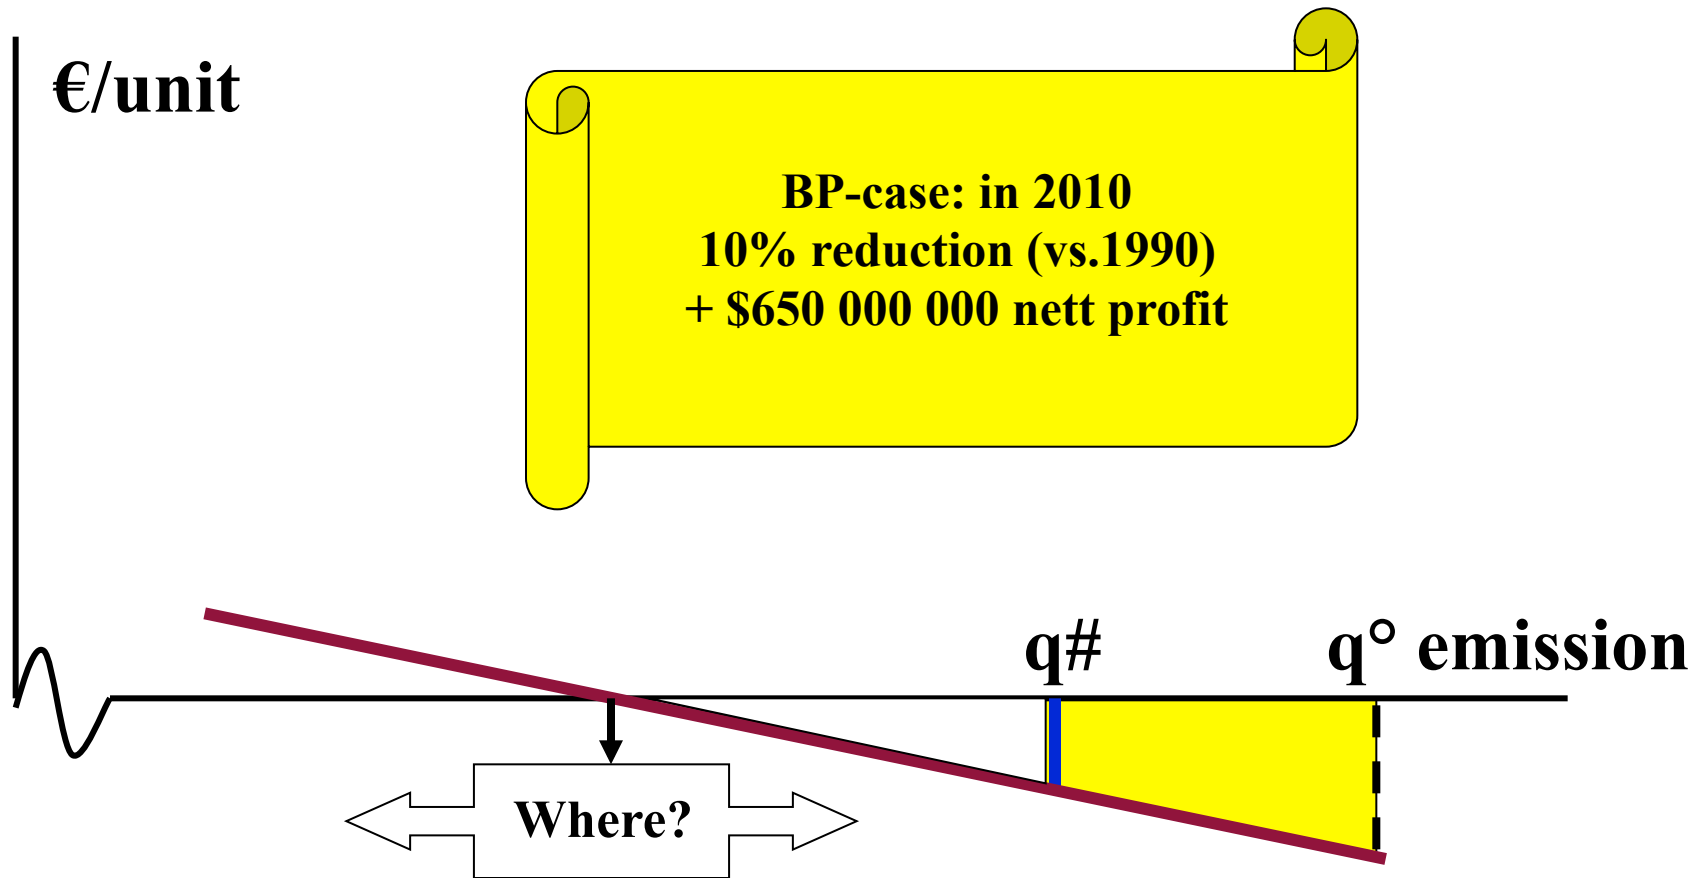 €/unit
BP-case: in 2010
10% reduction (vs.1990)
+ $650 000 000 nett profit
q#
q° emission
Where?